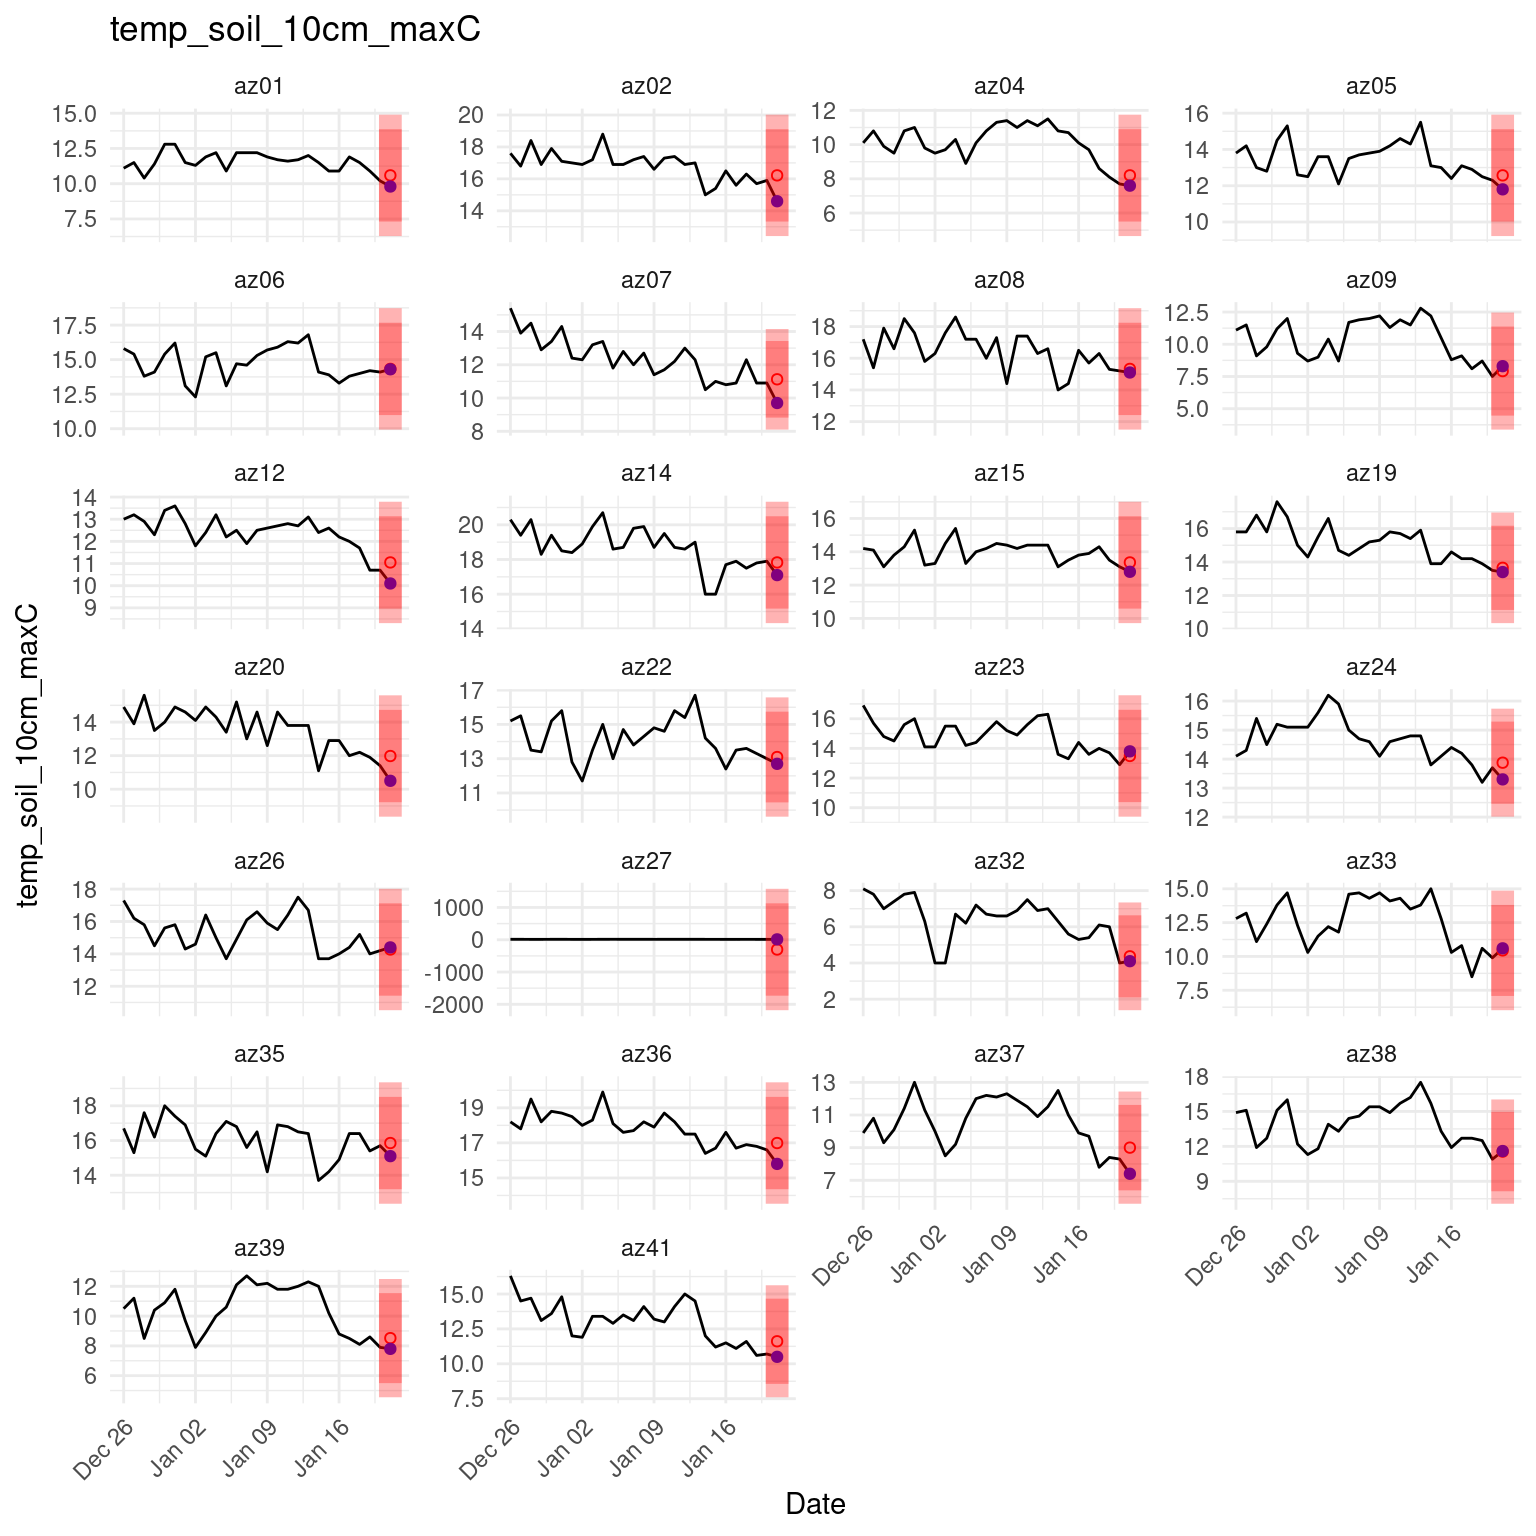 temp_soil_10cm_maxC
az01 az02 az04 az05
15.0 12.5 10.0 7.5
20 18 16 14
12 10 8 6
16 14 12 10
az06 az07 az08 az09
17.5 15.0 12.5 10.0
14 12 10 8
18 16 14 12
12.5 10.0 7.5 5.0
az12 az14 az15 az19
14 13 12 11 10 9
20 18 16 14
16 14 12 10
16 14 12 10
az20 az22 az23 az24
14 12 10
17 15 13 11
16 14 12 10
16 15 14 13 12
az26 az27 az32 az33
18 16 14 12
1000 0 -1000 -2000
8 6 4 2
15.0 12.5 10.0 7.5
az35 az36 az37 az38
18 16 14
19 17 15
13 11 9 7
18 15 12 9
Dec 26 Jan 02 Jan 09 Jan 16
Dec 26 Jan 02 Jan 09 Jan 16
az39 az41
12 10 8 6
15.0 12.5 10.0 7.5
Dec 26 Jan 02 Jan 09 Jan 16
Dec 26 Jan 02 Jan 09 Jan 16
temp_soil_10cm_maxC
Date